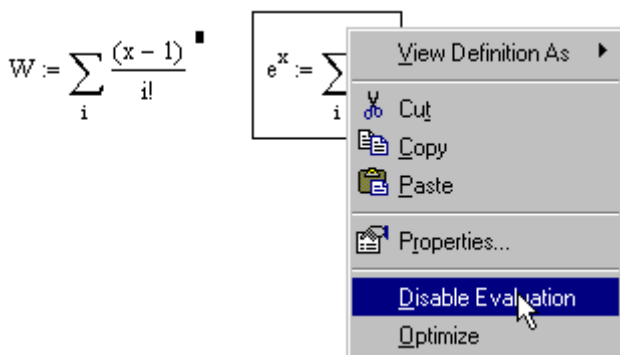 W := ∑ i (x − 1) / i! ▪
e^x := ∑ i
View Definition As
Cut
Copy
Paste
Properties...
Disable Evaluation
Optimize